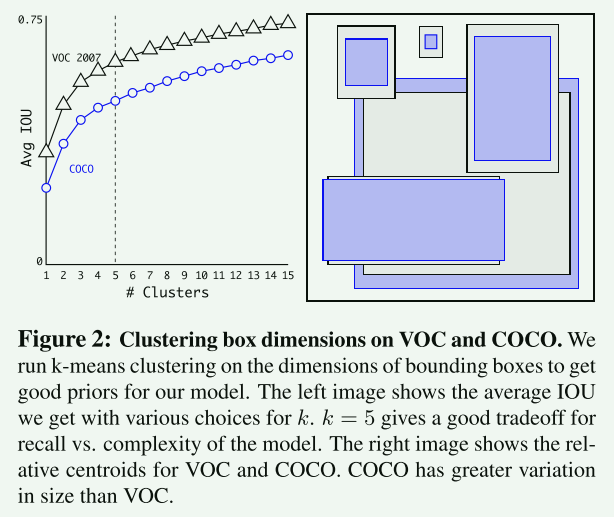 0.75
VOC 2007
Avg IOU
COCO
0
1 2 3 4 5 6 7 8 9 10 11 12 13 14 15
# Clusters
Figure 2: Clustering box dimensions on VOC and COCO. We
run k-means clustering on the dimensions of bounding boxes to get
good priors for our model. The left image shows the average IOU
we get with various choices for k. k = 5 gives a good tradeoff for
recall vs. complexity of the model. The right image shows the rel-
ative centroids for VOC and COCO. COCO has greater variation
in size than VOC.